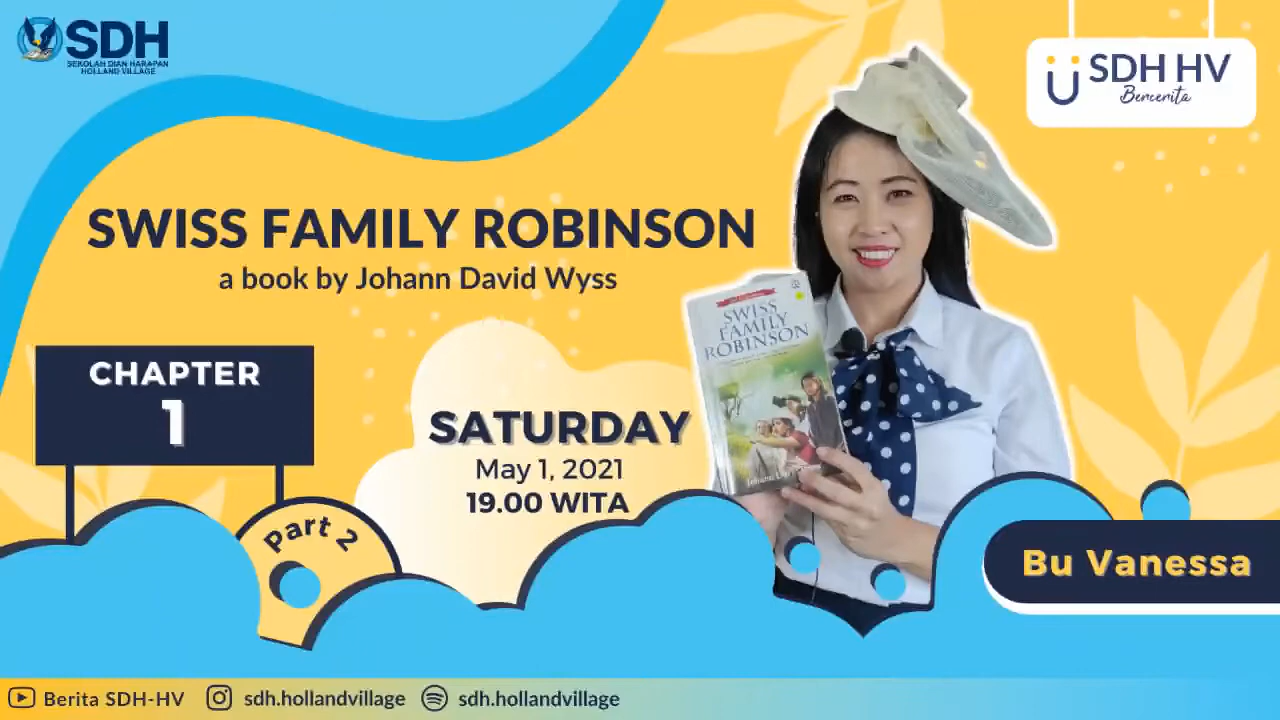 SDH
SEKOLAH DIAN HARAPAN
HOLLAND VILLAGE
SDH HV
Bercerita
SWISS FAMILY ROBINSON
a book by Johann David Wyss
SWISS
FAMILY
ROBINSON
CHAPTER
1
SATURDAY
May 1, 2021
19.00 WITA
Part 2
Bu Vanessa
Berita SDH-HV
sdh.hollandvillage
sdh.hollandvillage